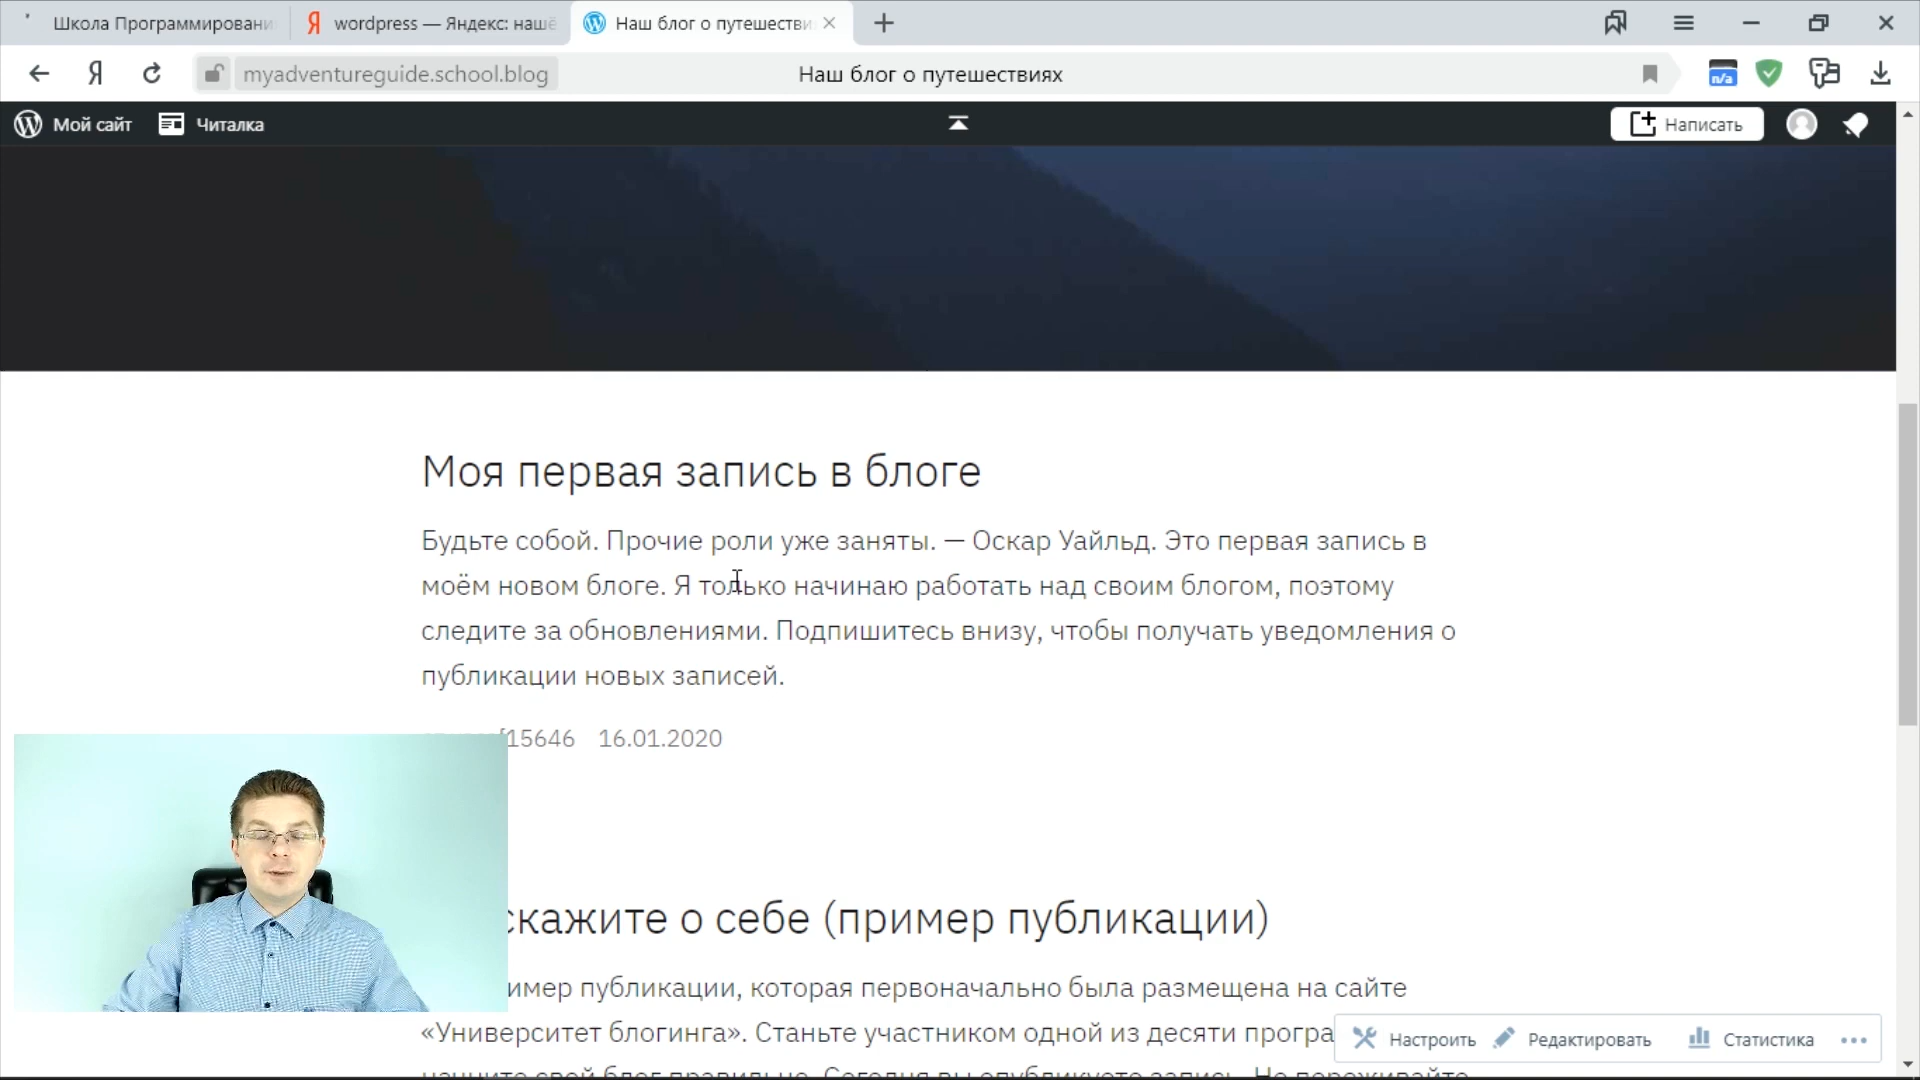 Школа Программировани
Я wordpress — Яндекс: нашё
Наш блог о путешестви
Я
myadventureguide.school.blog
Наш блог о путешествиях
n/a
Мой сайт
Читалка
Написать
Моя первая запись в блоге
Будьте собой. Прочие роли уже заняты. — Оскар Уайльд. Это первая запись в
моём новом блоге. Я только начинаю работать над своим блогом, поэтому
следите за обновлениями. Подпишитесь внизу, чтобы получать уведомления о
публикации новых записей.
15646 16.01.2020
скажите о себе (пример публикации)
имер публикации, которая первоначально была размещена на сайте
«Университет блогинга». Станьте участником одной из десяти програ
Настроить
Редактировать
Статистика